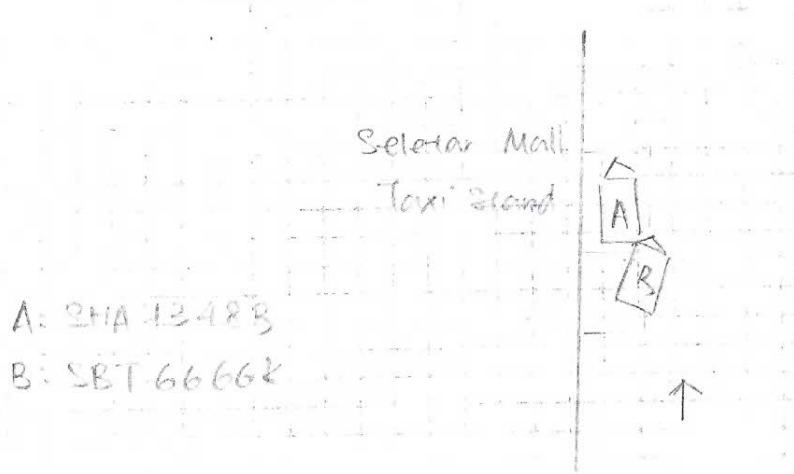 Seletar Mall
Taxi Stand
A
B
A: SHA 1348B
B: SBT 6666K